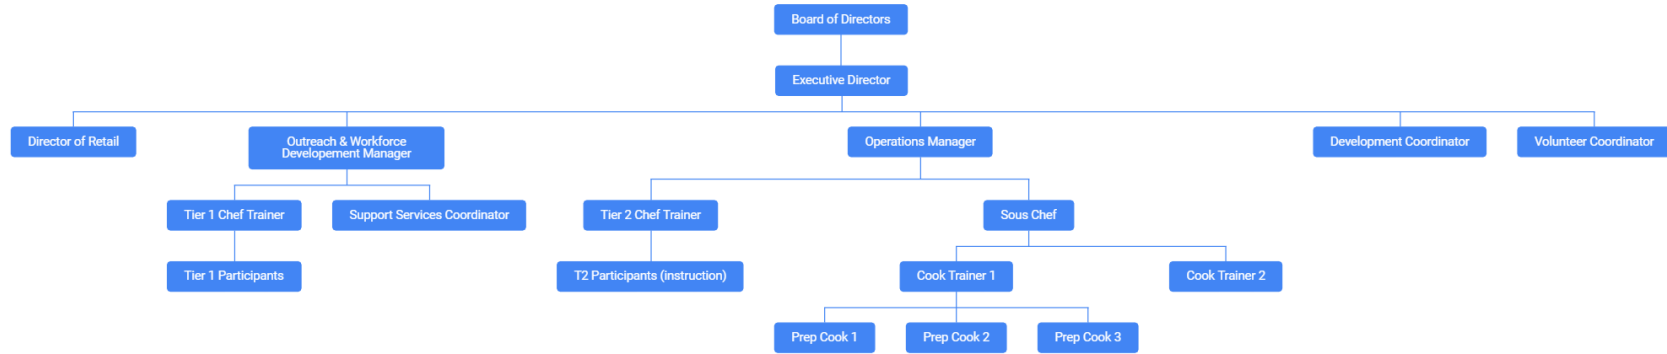 Board of Directors
Executive Director
Director of Retail
Outreach & Workforce
Developement Manager
Operations Manager
Development Coordinator
Volunteer Coordinator
Tier 1 Chef Trainer
Support Services Coordinator
Tier 2 Chef Trainer
Sous Chef
Tier 1 Participants
T2 Participants (instruction)
Cook Trainer 1
Cook Trainer 2
Prep Cook 1
Prep Cook 2
Prep Cook 3